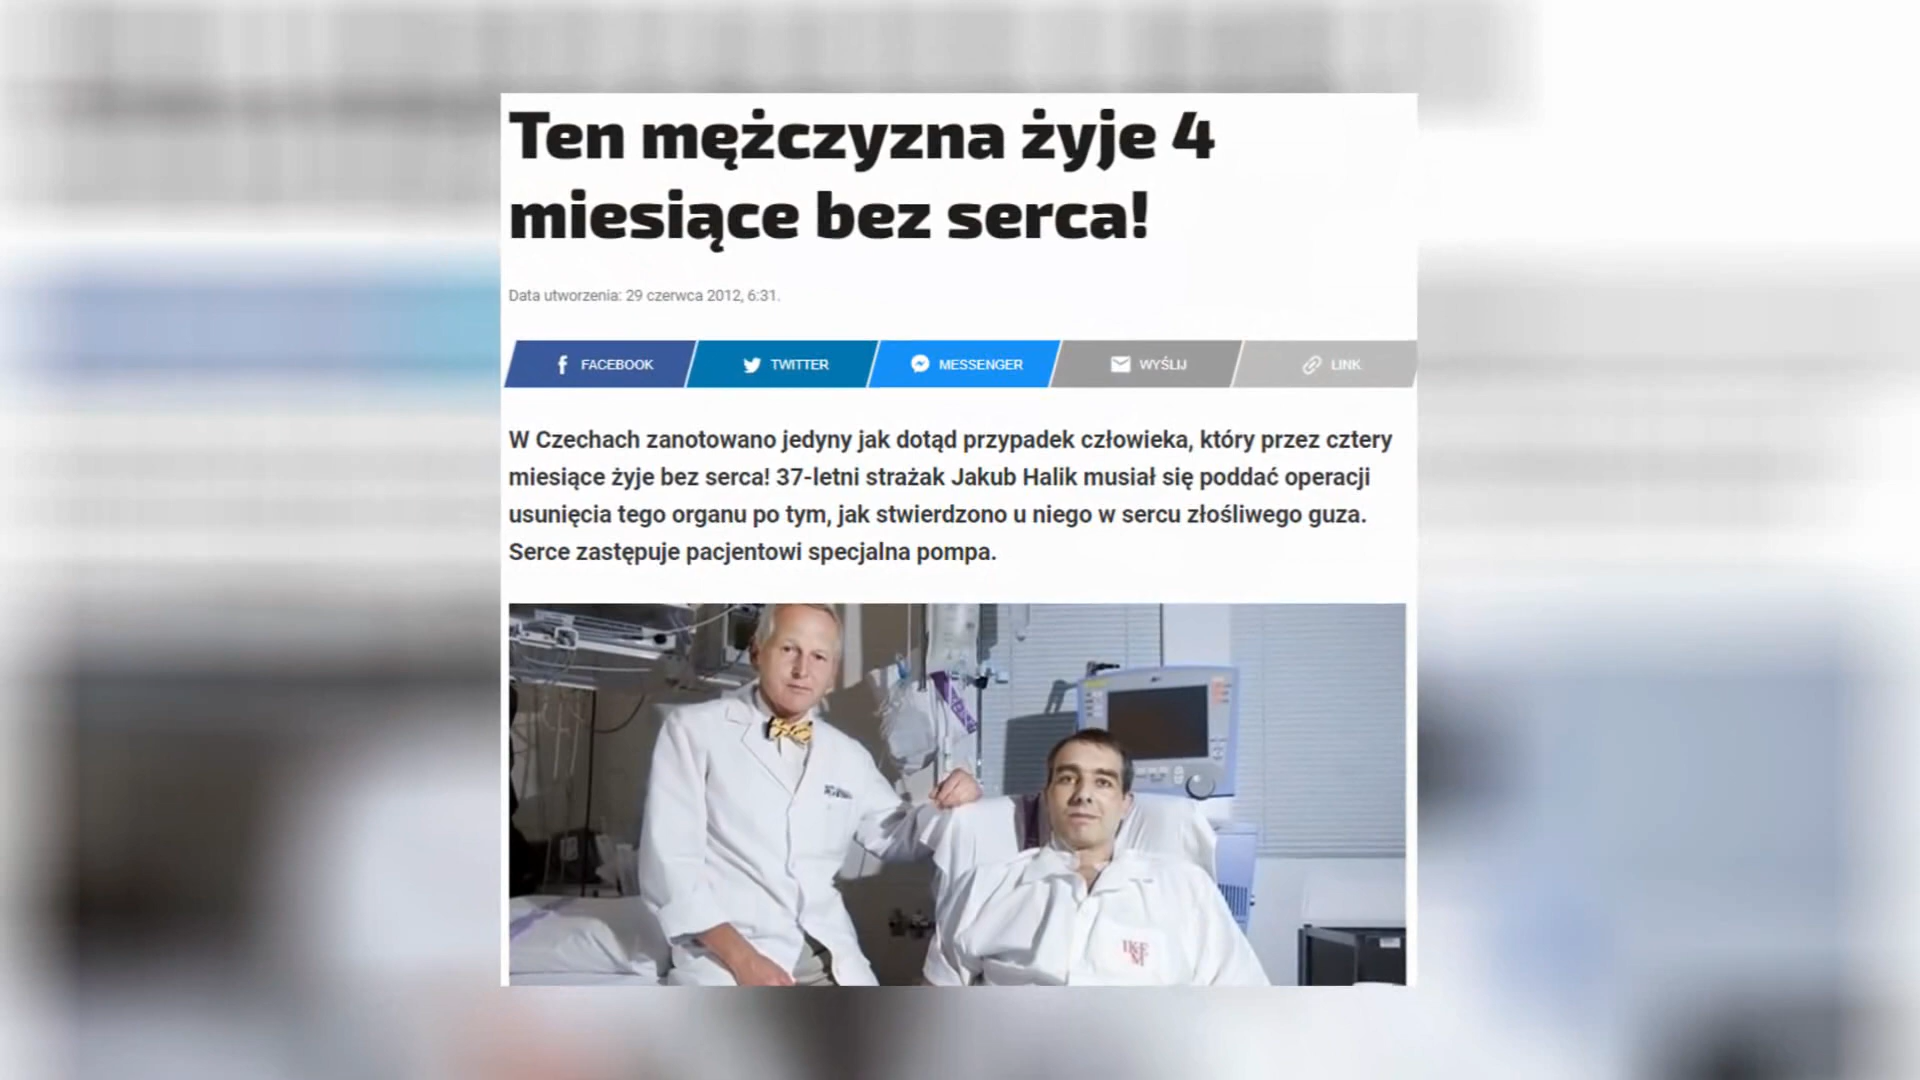 Ten mężczyzna żyje 4
miesiące bez serca!
Data utworzenia: 29 czerwca 2012, 6:31.
FACEBOOK TWITTER MESSENGER WYŚLIJ LINK
W Czechach zanotowano jedyny jak dotąd przypadek człowieka, który przez cztery
miesiące żyje bez serca! 37-letni strażak Jakub Halik musiał się poddać operacji
usunięcia tego organu po tym, jak stwierdzono u niego w sercu złośliwego guza.
Serce zastępuje pacjentowi specjalna pompa.
IKEM